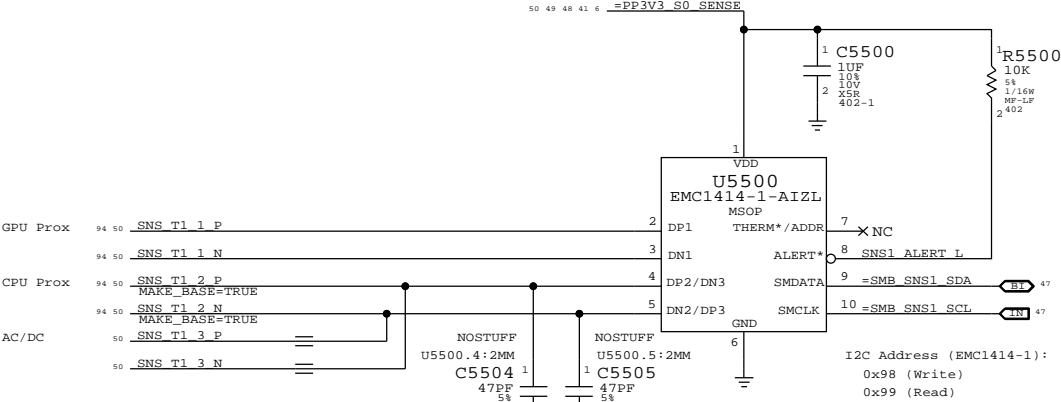 50 49 48 41 6 =PP3V3_S0_SENSE
1 C5500
1UF
10%
10V
2 X5R
402-1
1 R5500
10K
5%
1/16W
MF-LF
402
2
1
VDD
U5500
EMC1414-1-AIZL
MSOP
GPU Prox 94 50 SNS_T1_1_P 2 DP1 THERM*/ADDR 7 NC
94 50 SNS_T1_1_N 3 DN1 ALERT* 8 SNS1_ALERT_L
CPU Prox 94 50 SNS_T1_2_P 4 DP2/DN3 SMDATA 9 =SMB_SNS1_SDA BI 47
MAKE_BASE=TRUE
94 50 SNS_T1_2_N 5 DN2/DP3 SMCLK 10 =SMB_SNS1_SCL IN 47
MAKE_BASE=TRUE
GND
6
AC/DC 50 SNS_T1_3_P
50 SNS_T1_3_N
NOSTUFF
U5500.4:2MM
C5504 1
47PF
5%
NOSTUFF
U5500.5:2MM
1 C5505
47PF
5%
I2C Address (EMC1414-1):
0x98 (Write)
0x99 (Read)